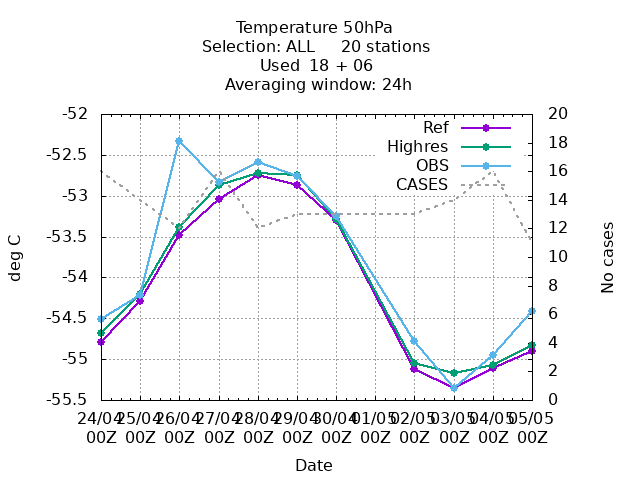 Temperature 50hPa
Selection: ALL 20 stations
Used 18 + 06
Averaging window: 24h
-52
-52.5
-53
-53.5
-54
-54.5
-55
-55.5
deg C
Ref
Highres
OBS
CASES
20
18
16
14
12
10
8
6
4
2
0
No cases
24/04 25/04 26/04 27/04 28/04 29/04 30/04 01/05 02/05 03/05 04/05 05/05
00Z 00Z 00Z 00Z 00Z 00Z 00Z 00Z 00Z 00Z 00Z 00Z
Date